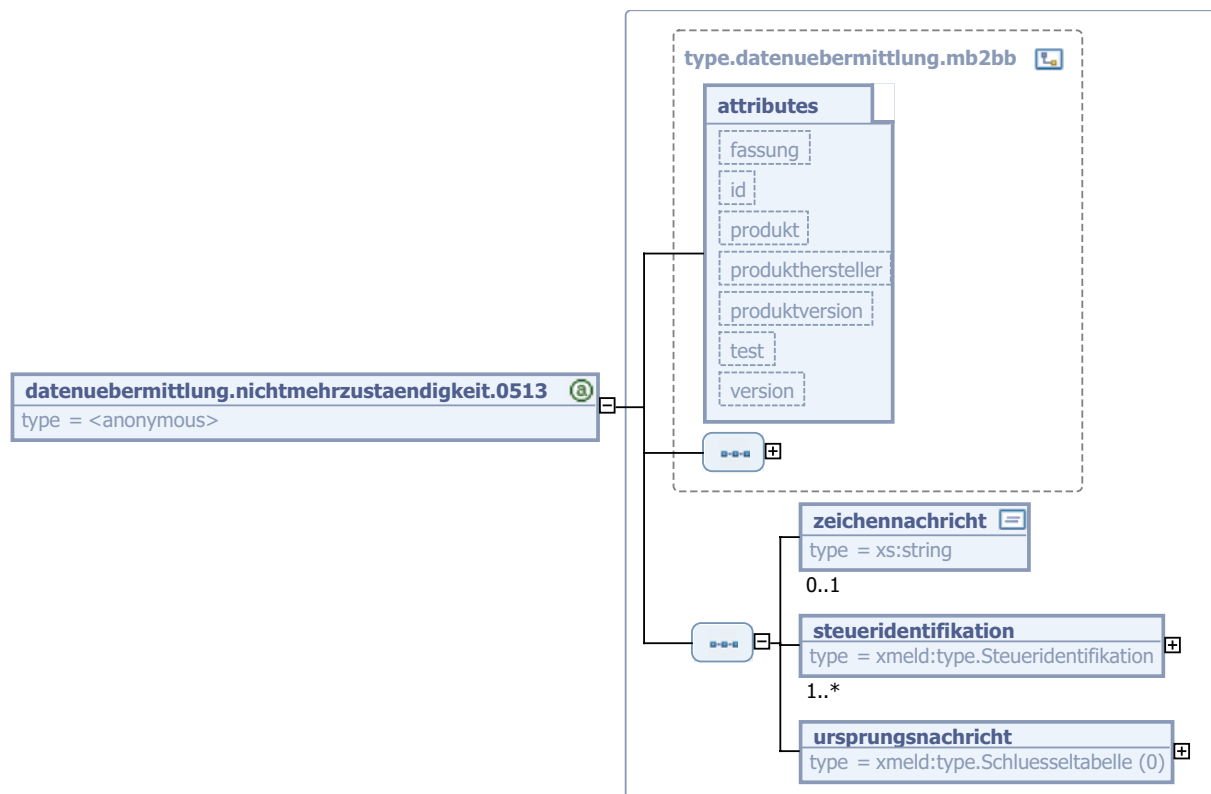 type.datenuebermittlung.mb2bb
attributes
fassung
id
produkt
produkthersteller
produktversion
test
version
datenuebermittlung.nichtmehrzustaendigkeit.0513
type = <anonymous>
zeichennachricht
type = xs:string
0..1
steueridentifikation
type = xmeld:type.Steueridentifikation
1..*
ursprungsnachricht
type = xmeld:type.Schluesseltabelle (0)